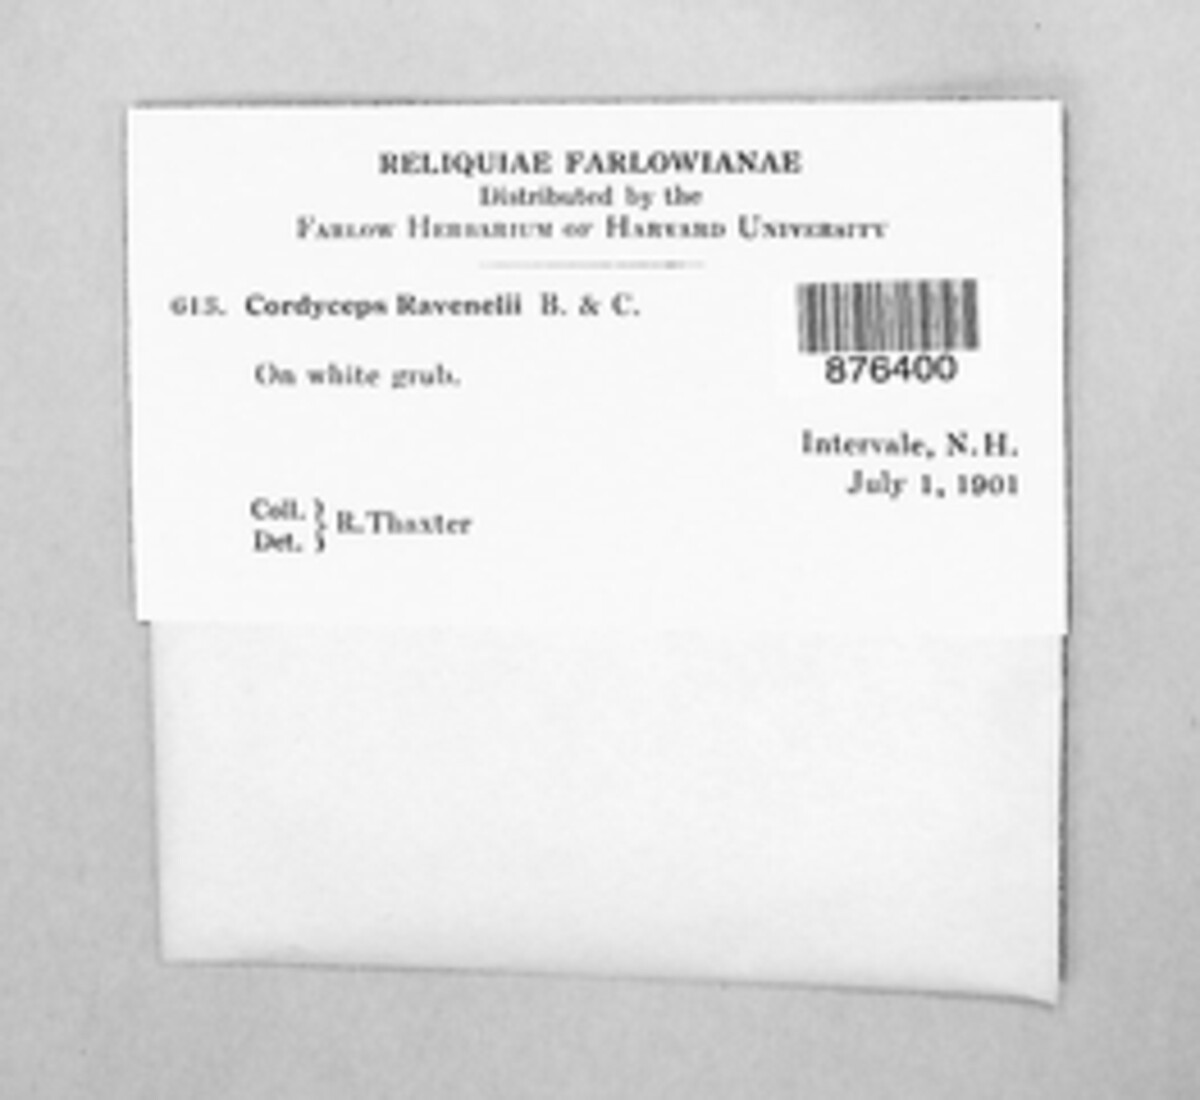 RELIQUIAE FARLOWIANAE
Distributed by the
FARLOW HERBARIUM OF HARVARD UNIVERSITY
615. Cordyceps Ravenelii B. & C.
876400
On white grub.
Intervale, N.H.
July 1, 1901
Coll. } R. Thaxter
Det. }